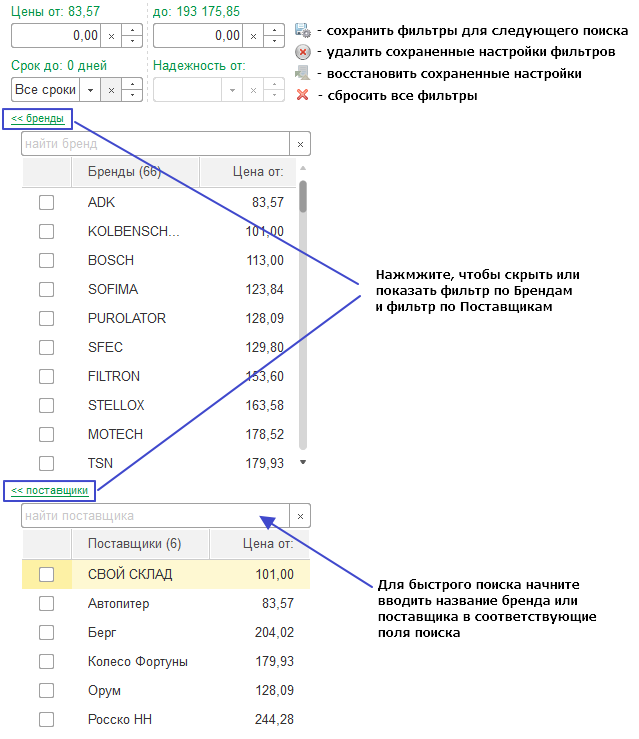 Цены от: 83,57 до: 193 175,85
0,00 × 0,00 ×
Срок до: 0 дней Надежность от:
Все сроки × ×
- сохранить фильтры для следующего поиска
- удалить сохраненные настройки фильтров
- восстановить сохраненные настройки
- сбросить все фильтры
<< бренды
найти бренд ×
Бренды (66) Цена от:
ADK 83,57
KOLBENSCH... 101,00
BOSCH 113,00
SOFIMA 123,84
PUROLATOR 128,09
SFEC 129,80
FILTRON 153,60
STELLOX 163,58
MOTECH 178,52
TSN 179,93
Нажмжите, чтобы скрыть или
показать фильтр по Брендам
и фильтр по Поставщикам
<< поставщики
найти поставщика ×
Поставщики (6) Цена от:
СВОЙ СКЛАД 101,00
Автопитер 83,57
Берг 204,02
Колесо Фортуны 179,93
Орум 128,09
Росско НН 244,28
Для быстрого поиска начните
вводить название бренда или
поставщика в соответствующие
поля поиска